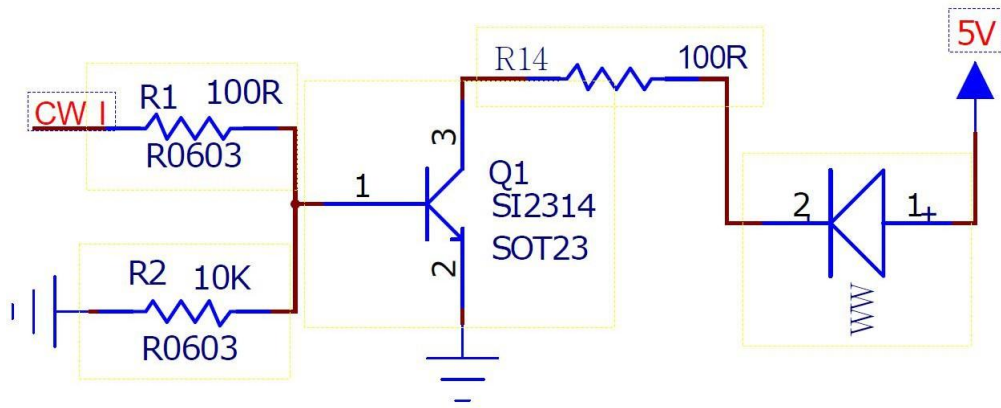 5V
R14 100R
R1 100R
CW I
R0603
3
1
Q1
SI2314
SOT23
2
2 1 +
WW
R2 10K
R0603